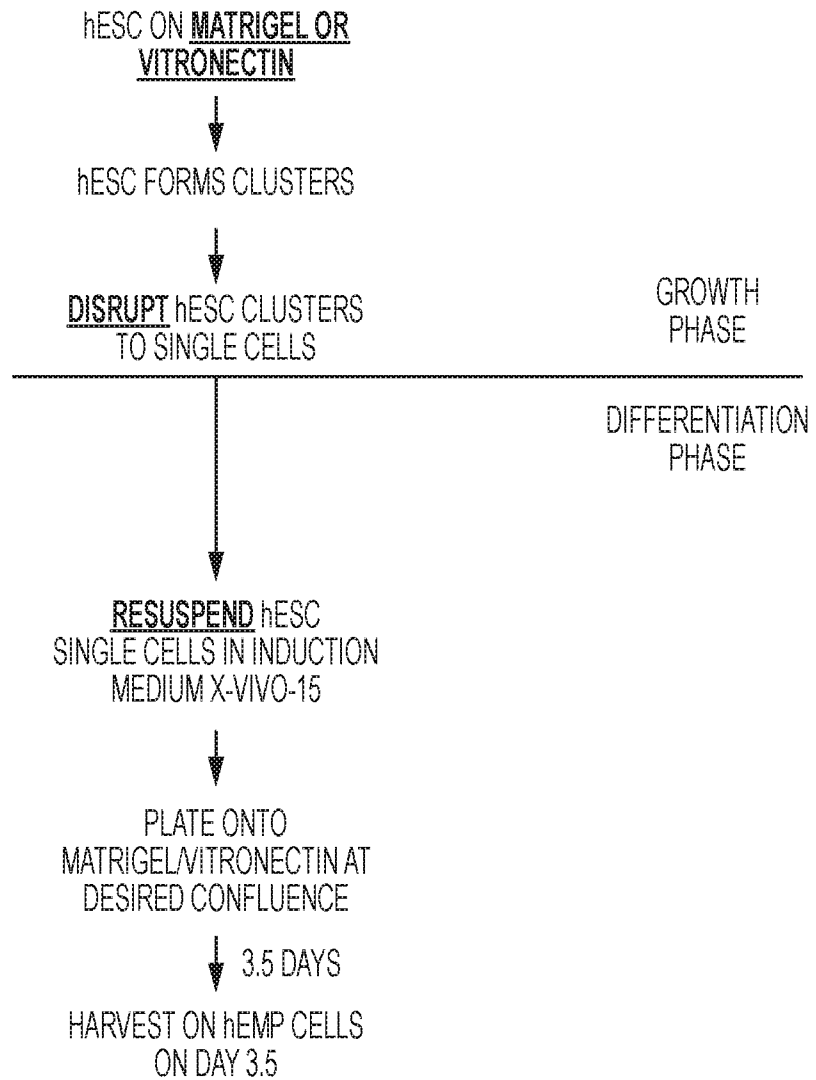 hESC ON MATRIGEL OR
VITRONECTIN
hESC FORMS CLUSTERS
DISRUPT hESC CLUSTERS
TO SINGLE CELLS
GROWTH
PHASE
DIFFERENTIATION
PHASE
RESUSPEND hESC
SINGLE CELLS IN INDUCTION
MEDIUM X-VIVO-15
PLATE ONTO
MATRIGEL/VITRONECTIN AT
DESIRED CONFLUENCE
3.5 DAYS
HARVEST ON hEMP CELLS
ON DAY 3.5